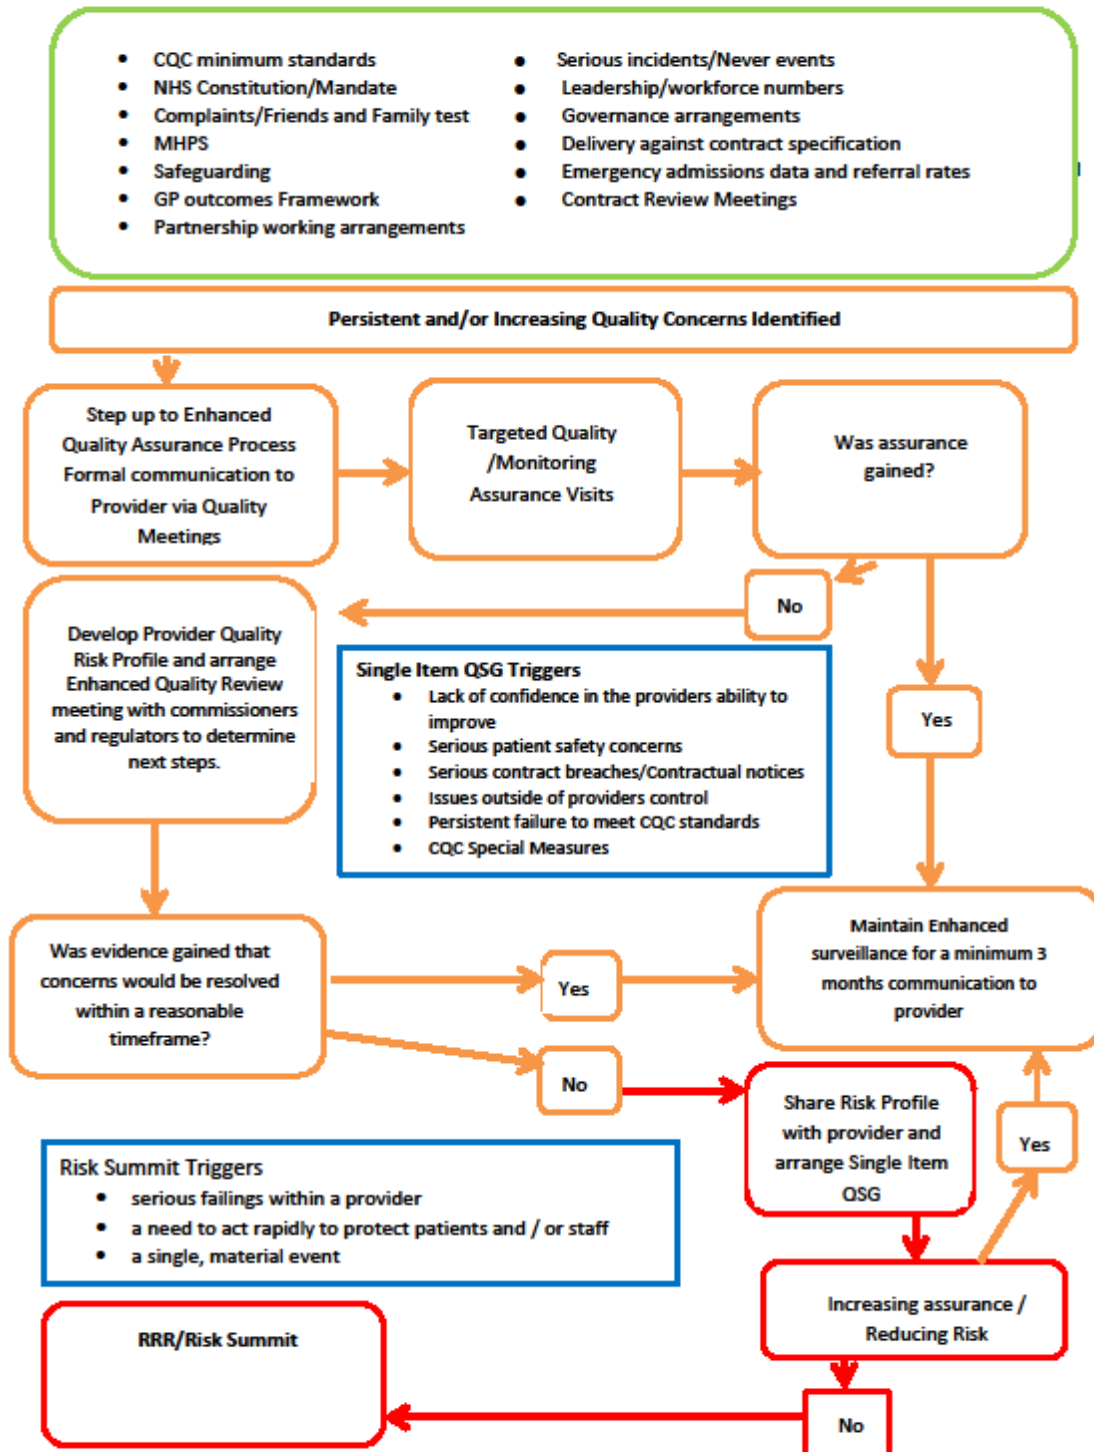 CQC minimum standards
NHS Constitution/Mandate
Complaints/Friends and Family test
MHPS
Safeguarding
GP outcomes Framework
Partnership working arrangements
Serious incidents/Never events
Leadership/workforce numbers
Governance arrangements
Delivery against contract specification
Emergency admissions data and referral rates
Contract Review Meetings
Persistent and/or Increasing Quality Concerns Identified
Step up to Enhanced
Quality Assurance Process
Formal communication to
Provider via Quality
Meetings
Targeted Quality
/Monitoring
Assurance Visits
Was assurance
gained?
No
Yes
Develop Provider Quality
Risk Profile and arrange
Enhanced Quality Review
meeting with commissioners
and regulators to determine
next steps.
Single Item QSG Triggers
Lack of confidence in the providers ability to
improve
Serious patient safety concerns
Serious contract breaches/Contractual notices
Issues outside of providers control
Persistent failure to meet CQC standards
CQC Special Measures
Was evidence gained that
concerns would be resolved
within a reasonable
timeframe?
Yes
No
Maintain Enhanced
surveillance for a minimum 3
months communication to
provider
Share Risk Profile
with provider and
arrange Single Item
QSG
Yes
Risk Summit Triggers
serious failings within a provider
a need to act rapidly to protect patients and / or staff
a single, material event
Increasing assurance /
Reducing Risk
RRR/Risk Summit
No